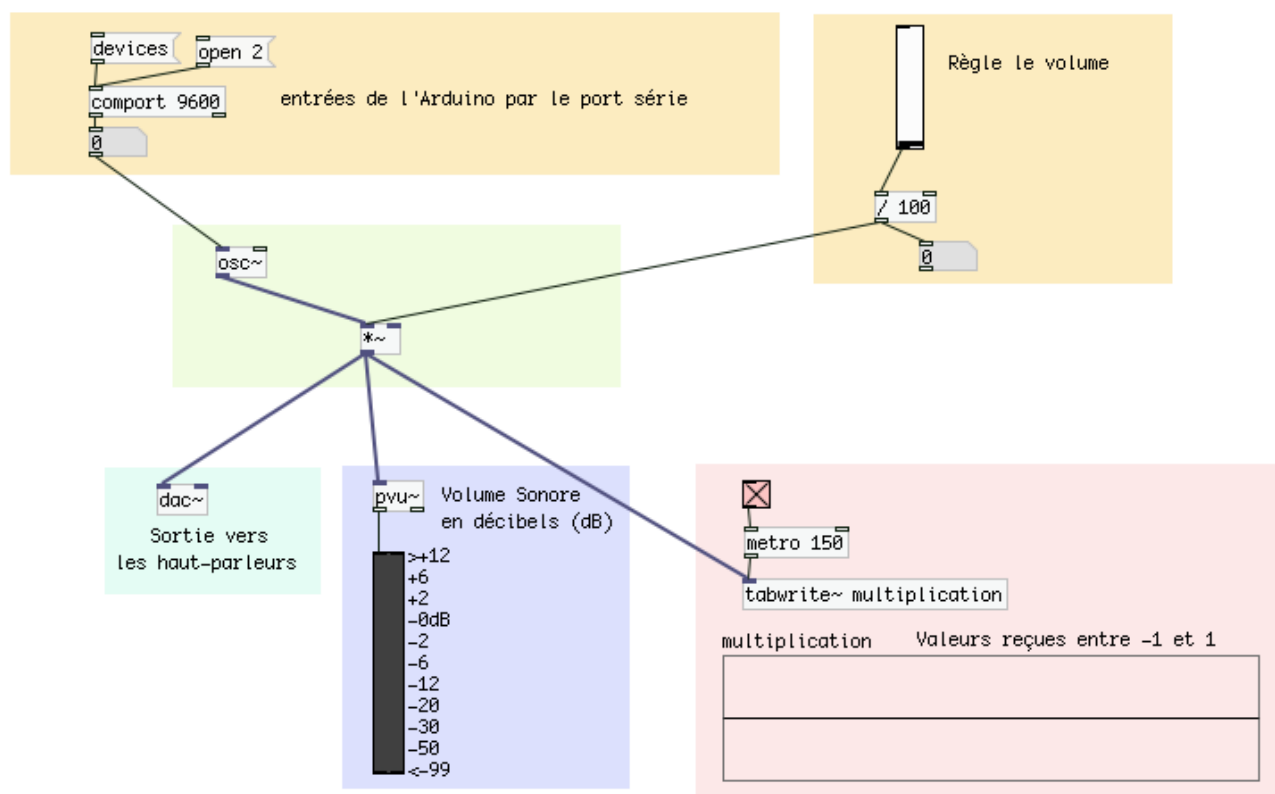 devices
open 2
comport 9600
entrées de l'Arduino par le port série
0
Règle le volume
/ 100
0
osc~
*~
dac~
Sortie vers
les haut-parleurs
pvu~
Volume Sonore
en décibels (dB)
>+12
+6
+2
-0dB
-2
-6
-12
-20
-30
-50
<-99
metro 150
tabwrite~ multiplication
multiplication
Valeurs reçues entre -1 et 1